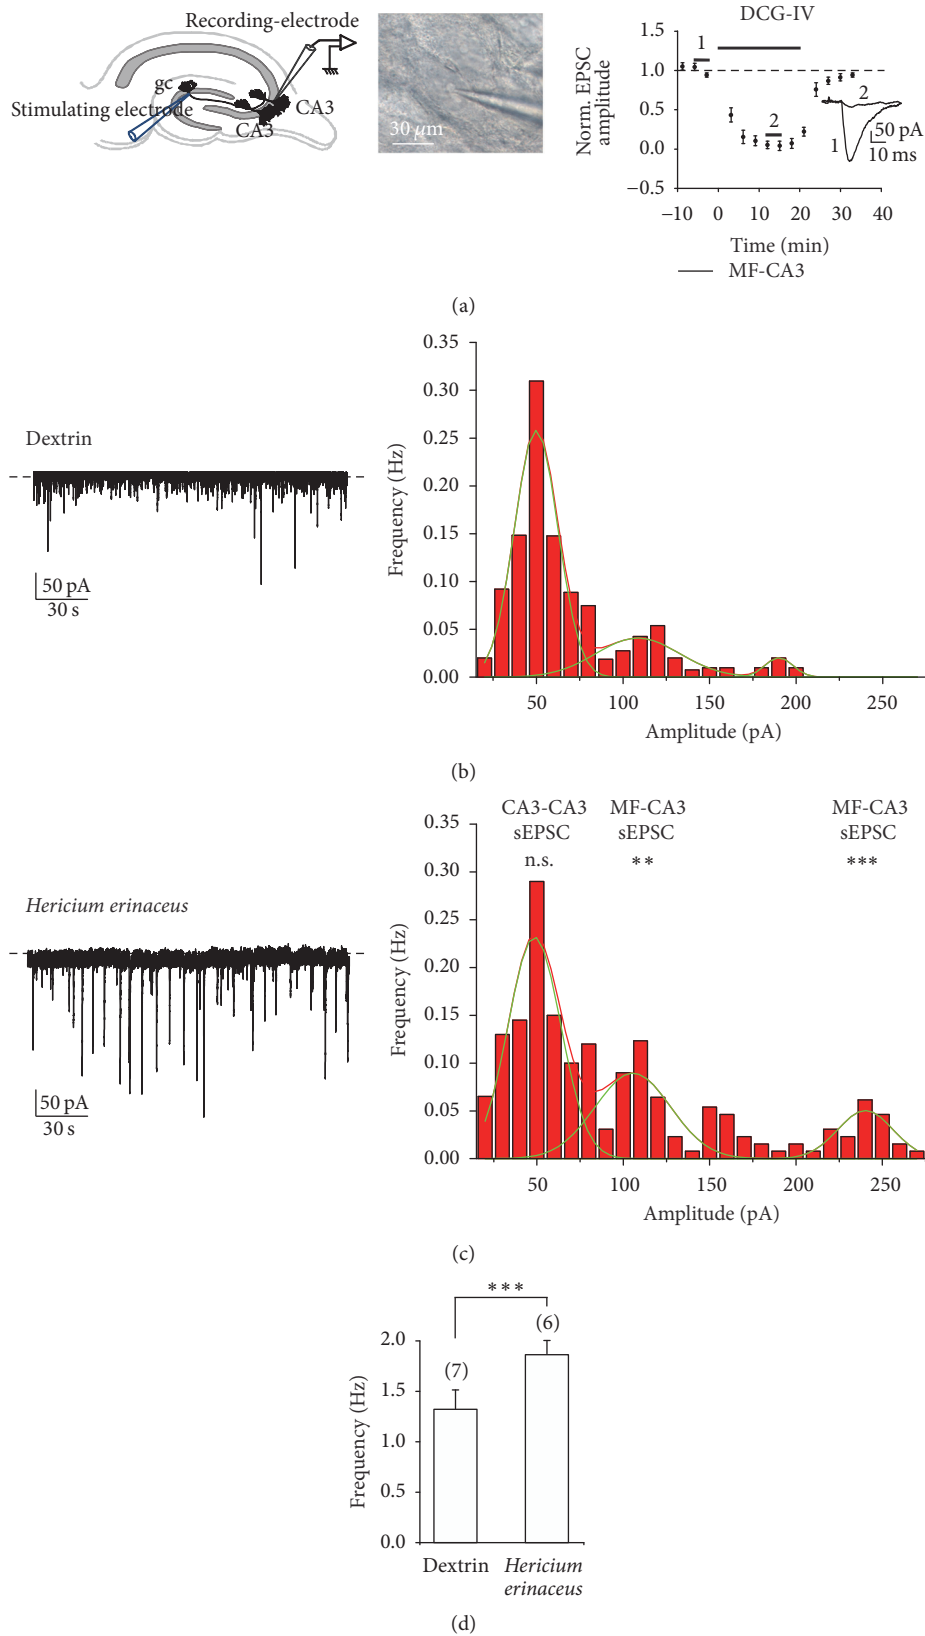 Recording-electrode
gc
Stimulating electrode
CA3
CA3
30 μm
DCG-IV
Norm. EPSC
amplitude
1.5
1.0
0.5
0.0
−0.5
1
2
2
1
50 pA
10 ms
−10 0 10 20 30 40
Time (min)
MF-CA3
(a)
Dextrin
50 pA
30 s
Frequency (Hz)
0.35
0.30
0.25
0.20
0.15
0.10
0.05
0.00
50 100 150 200 250
Amplitude (pA)
(b)
Hericium erinaceus
50 pA
30 s
CA3-CA3
sEPSC
n.s.
MF-CA3
sEPSC
**
MF-CA3
sEPSC
***
Frequency (Hz)
0.35
0.30
0.25
0.20
0.15
0.10
0.05
0.00
50 100 150 200 250
Amplitude (pA)
(c)
***
(7)
(6)
Frequency (Hz)
2.0
1.5
1.0
0.5
0.0
Dextrin
Hericium
erinaceus
(d)